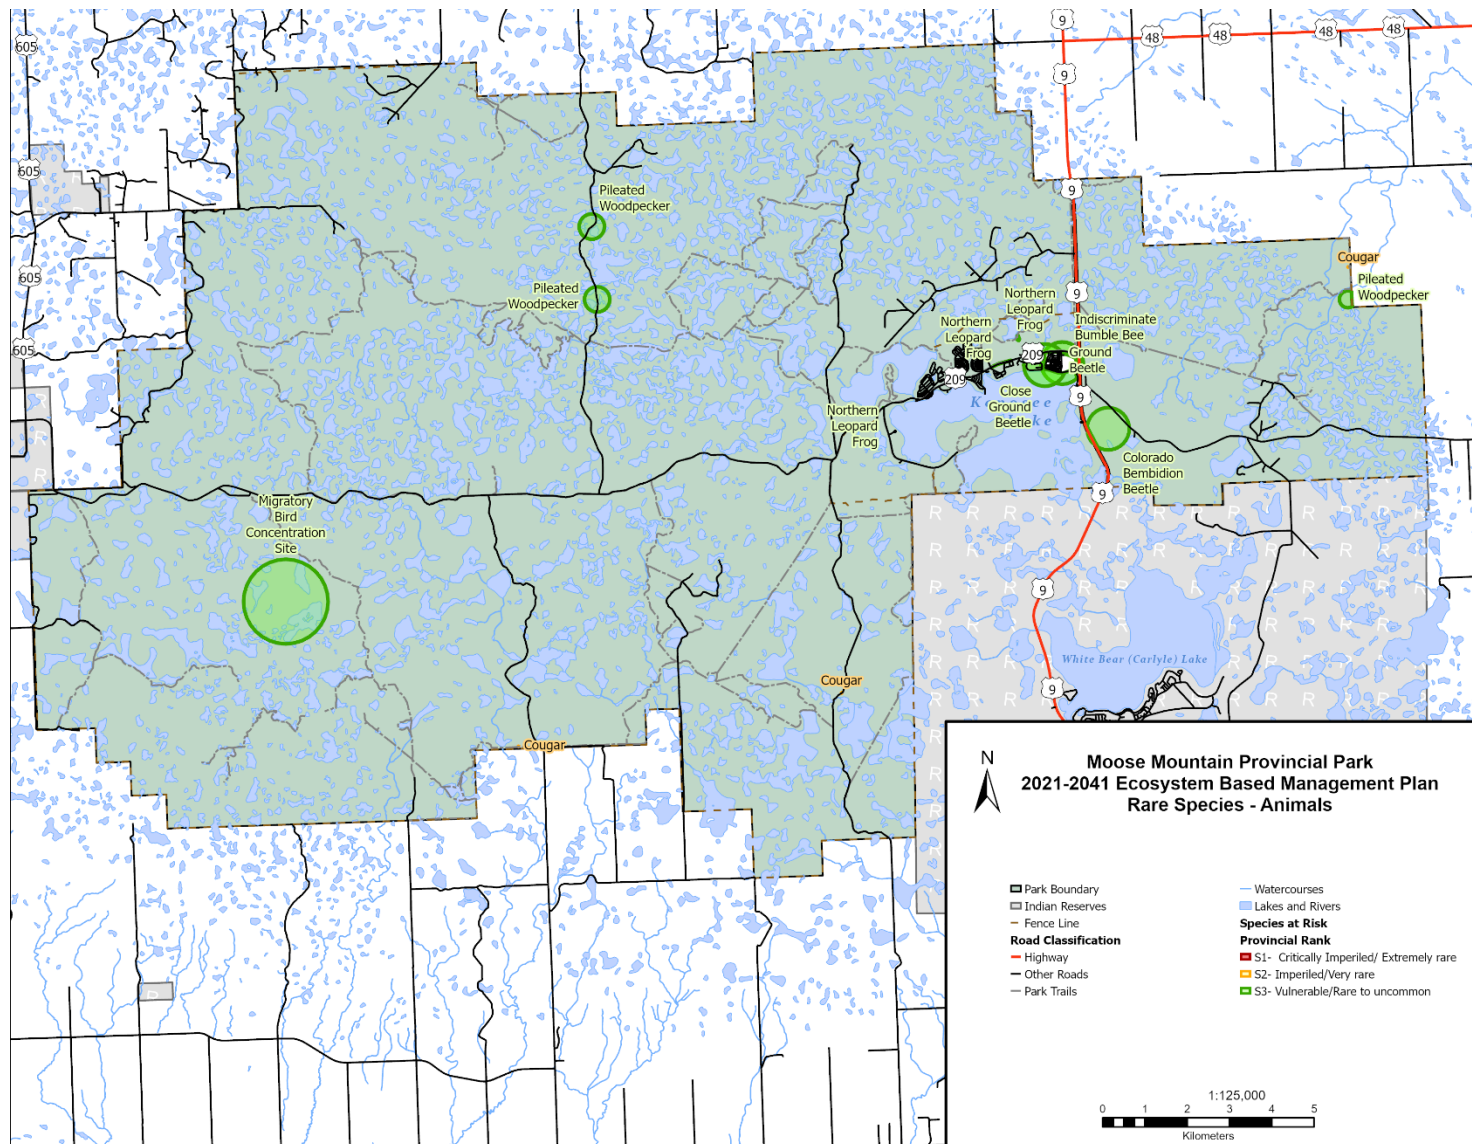 9
605
48
48
48
48
9
605
9
Pileated
Woodpecker
Cougar
605
Pileated
Woodpecker
Pileated
Woodpecker
9
Northern
Leopard
Frog
Northern
Leopard
Frog
Indiscriminate
Bumble Bee
Ground
Beetle
605
209
209
9
Close
Ground
Beetle
Northern
Leopard
Frog
Colorado
Bembidion
Beetle
9
Migratory
Bird
Concentration
Site
R R R R R R R
9
White Bear (Carlyle) Lake
Cougar
9
Cougar
N
Moose Mountain Provincial Park
2021-2041 Ecosystem Based Management Plan
Rare Species - Animals
Park Boundary
Indian Reserves
Fence Line
Road Classification
Highway
Other Roads
Park Trails
Watercourses
Lakes and Rivers
Species at Risk
Provincial Rank
S1- Critically Imperiled/ Extremely rare
S2- Imperiled/Very rare
S3- Vulnerable/Rare to uncommon
1:125,000
0 1 2 3 4 5
Kilometers